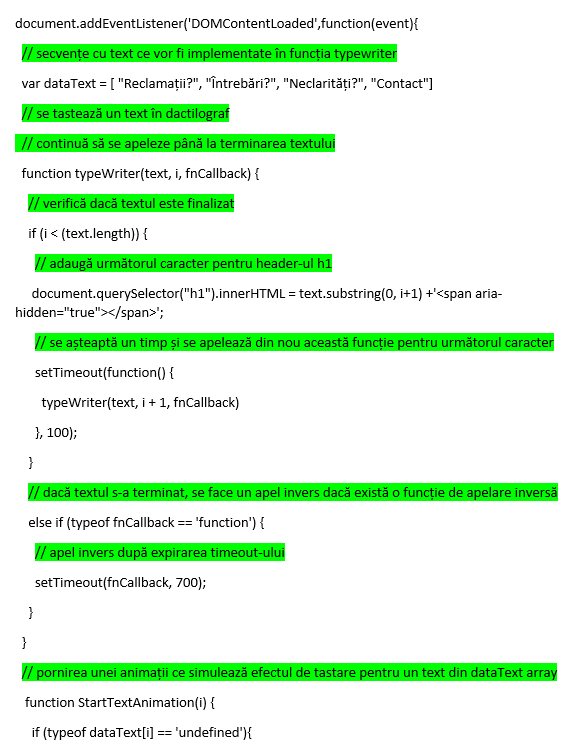 document.addEventListener('DOMContentLoaded',function(event){
// secvențe cu text ce vor fi implementate în funcția typewriter
var dataText = [ "Reclamații?", "Întrebări?", "Neclarități?", "Contact"]
// se tastează un text în dactilograf
// continuă să se apeleze până la terminarea textului
function typeWriter(text, i, fnCallback) {
// verifică dacă textul este finalizat
if (i < (text.length)) {
// adaugă următorul caracter pentru header-ul h1
document.querySelector("h1").innerHTML = text.substring(0, i+1) +'<span aria-
hidden="true"></span>';
// se așteaptă un timp și se apelează din nou această funcție pentru următorul caracter
setTimeout(function() {
typeWriter(text, i + 1, fnCallback)
}, 100);
}
// dacă textul s-a terminat, se face un apel invers dacă există o funcție de apelare inversă
else if (typeof fnCallback == 'function') {
// apel invers după expirarea timeout-ului
setTimeout(fnCallback, 700);
}
}
// pornirea unei animații ce simulează efectul de tastare pentru un text din dataText array
function StartTextAnimation(i) {
if (typeof dataText[i] == 'undefined'){